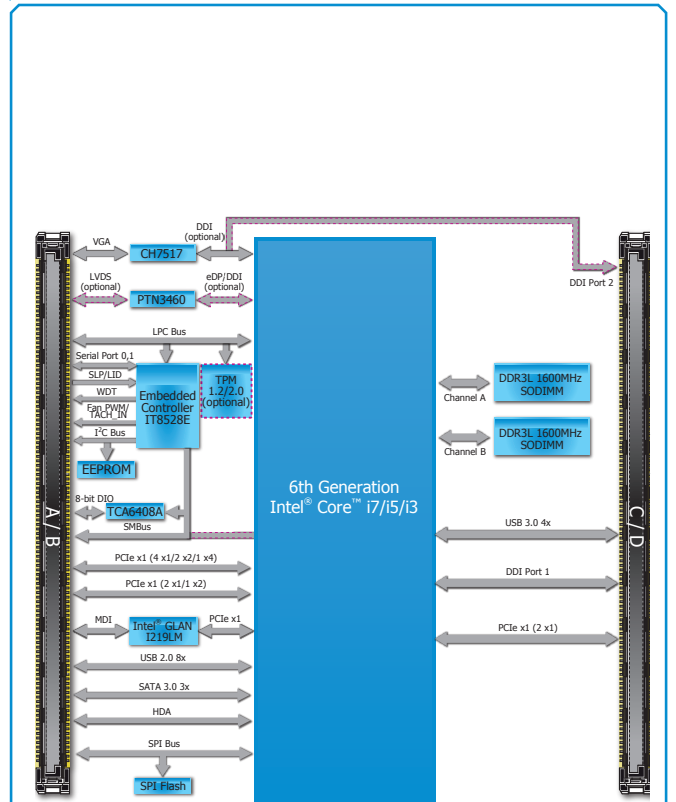 DDI
(optional)
VGA
CH7517
DDI Port 2
LVDS
(optional)
eDP/DDI
(optional)
PTN3460
LPC Bus
Serial Port 0,1
SLP/LID
WDT
Fan PWM/
TACH_IN
I²C Bus
Embedded
Controller
IT8528E
TPM
1.2/2.0
(optional)
EEPROM
8-bit DIO
TCA6408A
SMBus
A / B
PCIe x1 (4 x1/2 x2/1 x4)
PCIe x1 (2 x1/1 x2)
MDI
Intel® GLAN
I219LM
PCIe x1
USB 2.0 8x
SATA 3.0 3x
HDA
SPI Bus
SPI Flash
6th Generation
Intel® Core™ i7/i5/i3
Channel A
DDR3L 1600MHz
SODIMM
Channel B
DDR3L 1600MHz
SODIMM
USB 3.0 4x
DDI Port 1
PCIe x1 (2 x1)
C / D